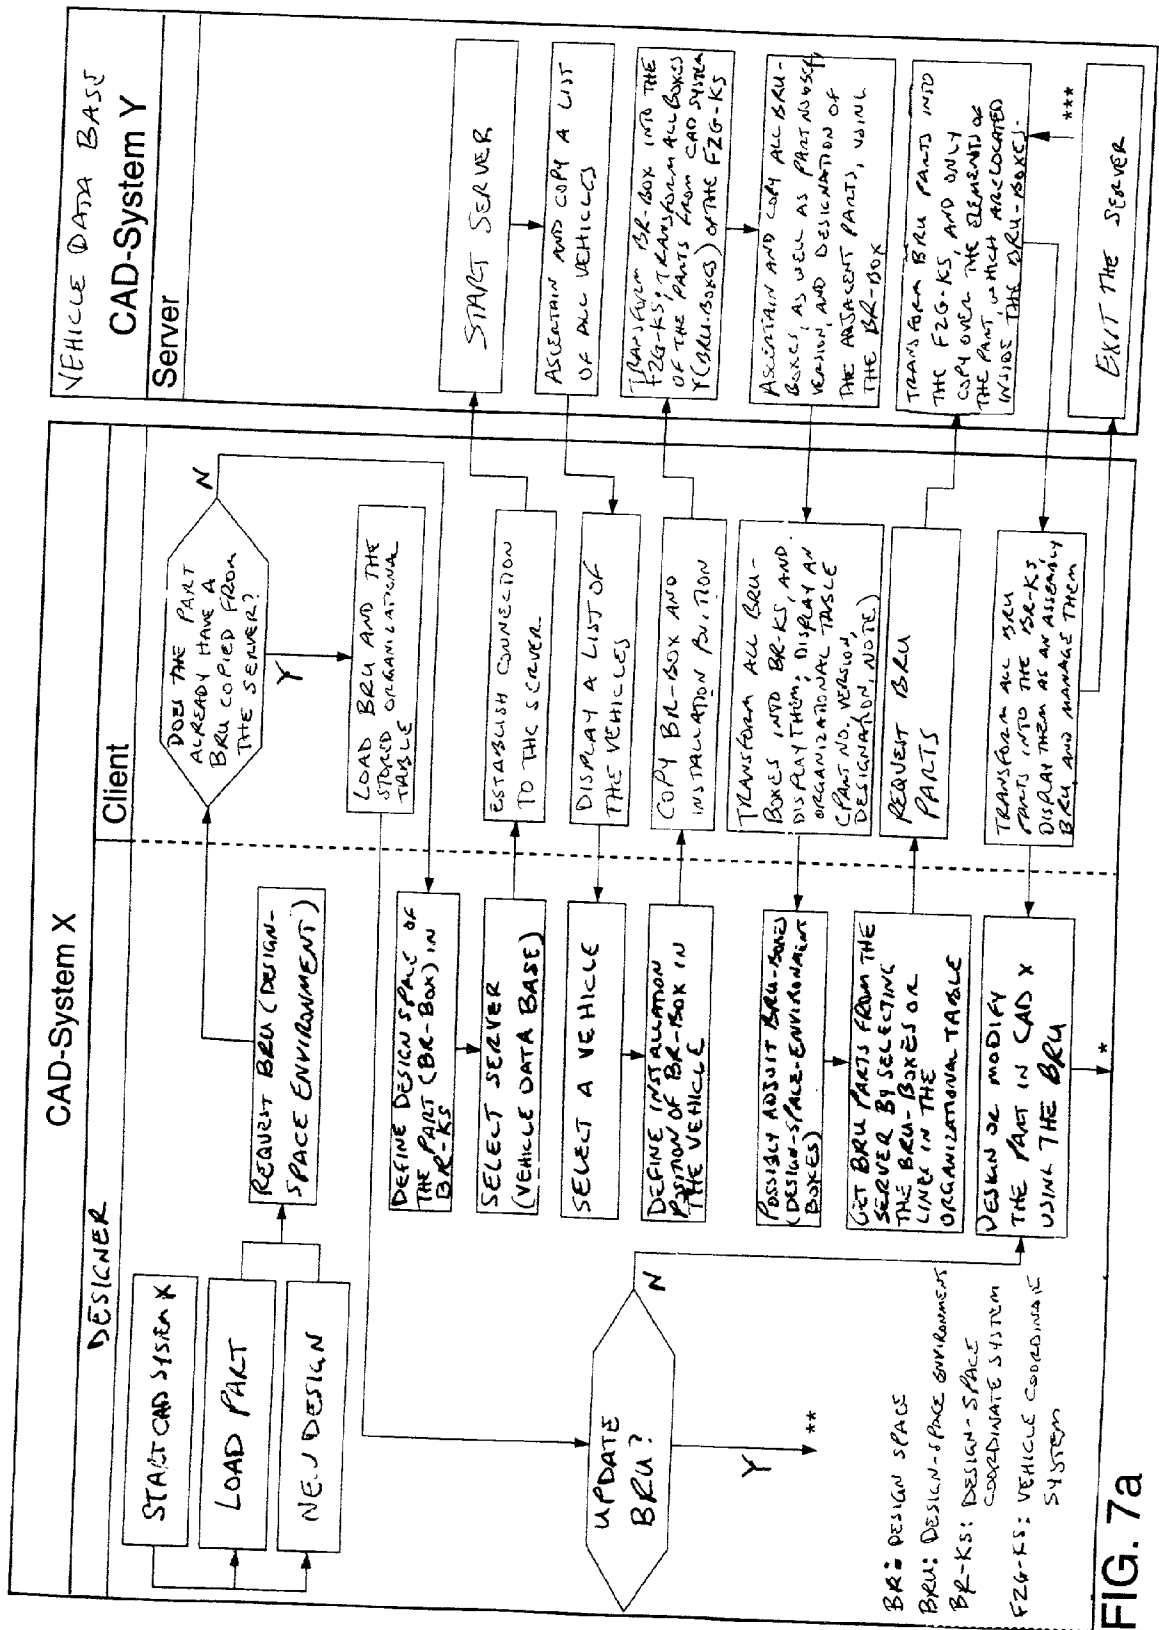 CAD-System X
DESIGNER
Client
START CAD SYSTEM X
LOAD PART
NEW DESIGN
REQUEST BRU (DESIGN-
SPACE ENVIRONMENT)
DOES THE PART
ALREADY HAVE A
BRU COPIED FROM
THE SERVER?
N
Y
LOAD BRU AND THE
STORED ORGANIZATIONAL
TABLE
DEFINE DESIGN SPACE OF
THE PART (BR-BOX) IN
BR-KS
SELECT SERVER
(VEHICLE DATA BASE)
ESTABLISH CONNECTION
TO THE SERVER
SELECT A VEHICLE
DISPLAY A LIST OF
THE VEHICLES
DEFINE INSTALLATION
POSITION OF BR-BOX IN
THE VEHICLE
COPY BR-BOX AND
INSTALLATION
POSSIBLY ADJUST BRU-BOXES
(DESIGN-SPACE-ENVIRONMENT
BOXES)
TRANSFORM ALL BRU-
BOXES INTO BR-KS, AND
DISPLAY THEM; DISPLAY AN
ORGANIZATIONAL TABLE
(PART NO. VERSION,
DESIGNATION, NOTE)
GET BRU PARTS FROM THE
SERVER BY SELECTING
THE BRU-BOXES OR
LINES IN THE
ORGANIZATIONAL TABLE
REQUEST BRU
PARTS
DESIGN OR MODIFY
THE PART IN CAD X
USING THE BRU
TRANSFORM ALL BRU
PARTS INTO THE BR-KS,
DISPLAY THEM AS AN ASSEMBLY
BRU, AND MANAGE THEM
*
UPDATE
BRU?
N
Y
**
BR: DESIGN SPACE
BRU: DESIGN-SPACE ENVIRONMENT
BR-KS: DESIGN-SPACE
COORDINATE SYSTEM
FZG-KS: VEHICLE COORDINATE
SYSTEM
VEHICLE DATA BASE
CAD-System Y
Server
START SERVER
ASCERTAIN AND COPY A LIST
OF ALL VEHICLES
TRANSFORM BR-BOX INTO THE
FZG-KS; TRANSFORM ALL BOXES
OF THE PARTS FROM CAD SYSTEM
Y(BRU-BOXES) OF THE FZG-KS
ASCERTAIN AND COPY ALL BRU-
BOXES, AS WELL AS PART
VERSION, AND DESIGNATION OF
THE ADJACENT PARTS, USING
THE BR-BOX
TRANSFORM BRU PARTS INTO
THE FZG-KS, AND ONLY
COPY OVER THE ELEMENTS OF
THE PART, WHICH ARE LOCATED
INSIDE THE BRU-BOXES.
***
EXIT THE SERVER
FIG. 7a